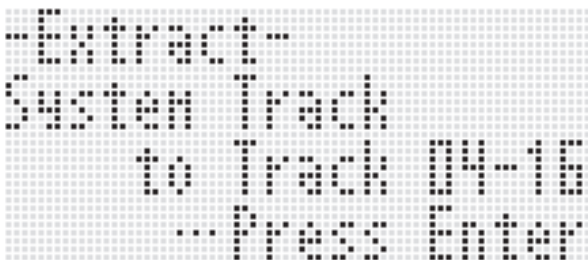 -Extract-
System Track
to Track 04-16
...Press Enter